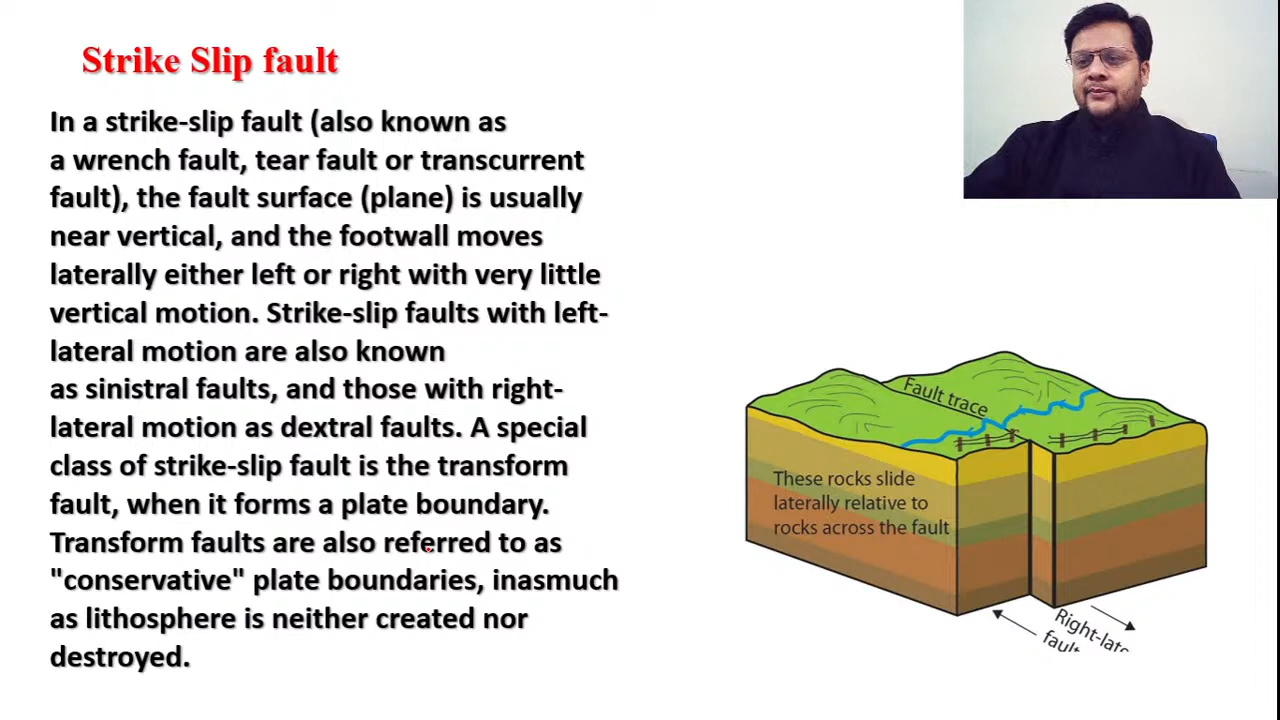 Strike Slip fault
In a strike-slip fault (also known as
a wrench fault, tear fault or transcurrent
fault), the fault surface (plane) is usually
near vertical, and the footwall moves
laterally either left or right with very little
vertical motion. Strike-slip faults with left-
lateral motion are also known
as sinistral faults, and those with right-
lateral motion as dextral faults. A special
class of strike-slip fault is the transform
fault, when it forms a plate boundary.
Transform faults are also referred to as
"conservative" plate boundaries, inasmuch
as lithosphere is neither created nor
destroyed.
Fault trace
These rocks slide
laterally relative to
rocks across the fault
fault